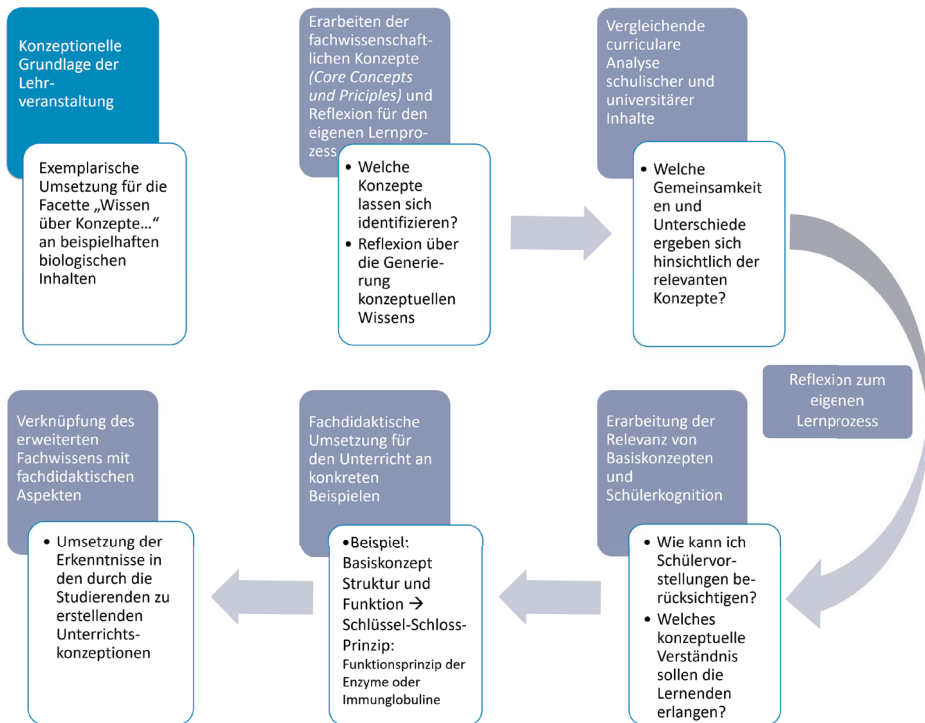 Konzeptionelle
Grundlage der
Lehr-
veranstaltung
Exemplarische
Umsetzung für die
Facette „Wissen
über Konzepte...“
an beispielhaften
biologischen
Inhalten
Erarbeiten der
fachwissenschaft-
lichen Konzepte
(Core Concepts
und Priciples) und
Reflexion für den
eigenen Lernpro-
zess
• Welche
Konzepte
lassen sich
identifizieren?
• Reflexion über
die Generie-
rung
konzeptuellen
Wissens
Vergleichende
curriculare
Analyse
schulischer und
universitärer
Inhalte
• Welche
Gemeinsamkeit
en und
Unterschiede
ergeben sich
hinsichtlich der
relevanten
Konzepte?
Reflexion zum
eigenen
Lernprozess
Erarbeitung der
Relevanz von
Basiskonzepten
und
Schülerkognition
• Wie kann ich
Schülervor-
stellungen be-
rücksichtigen?
• Welches
konzeptuelle
Verständnis
sollen die
Lernenden
erlangen?
Fachdidaktische
Umsetzung für
den Unterricht an
konkreten
Beispielen
•Beispiel:
Basiskonzept
Struktur und
Funktion →
Schlüssel-Schloss-
Prinzip:
Funktionsprinzip der
Enzyme oder
Immunglobuline
Verknüpfung des
erweiterten
Fachwissens mit
fachdidaktischen
Aspekten
• Umsetzung der
Erkenntnisse in
den durch die
Studierenden zu
erstellenden
Unterrichts-
konzeptionen